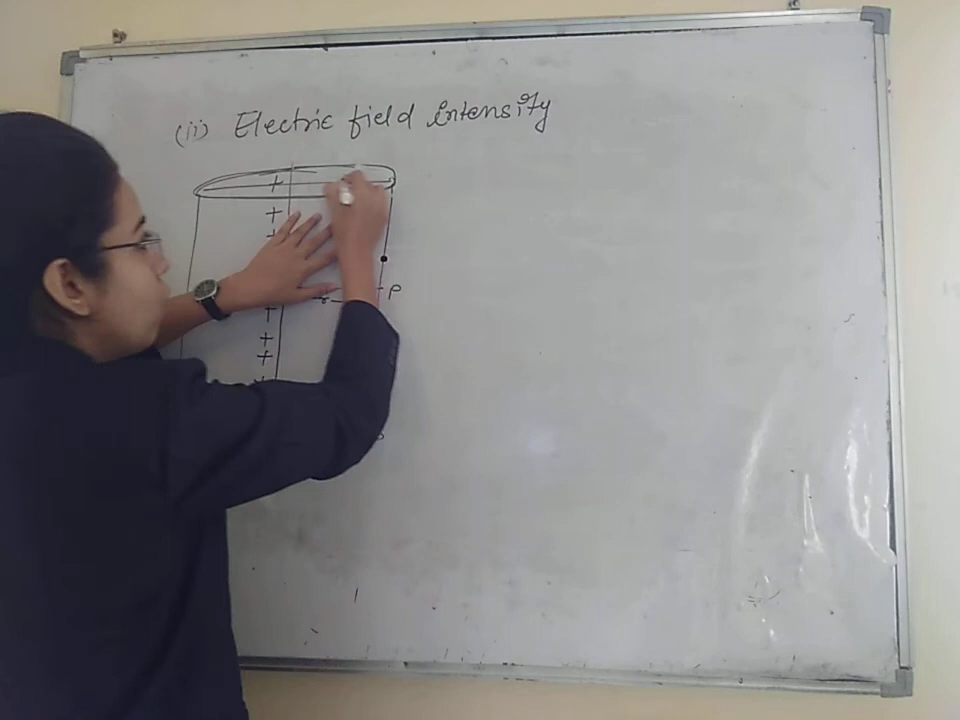 (ii) Electric field intensity
+
+
r
P
+
+
+